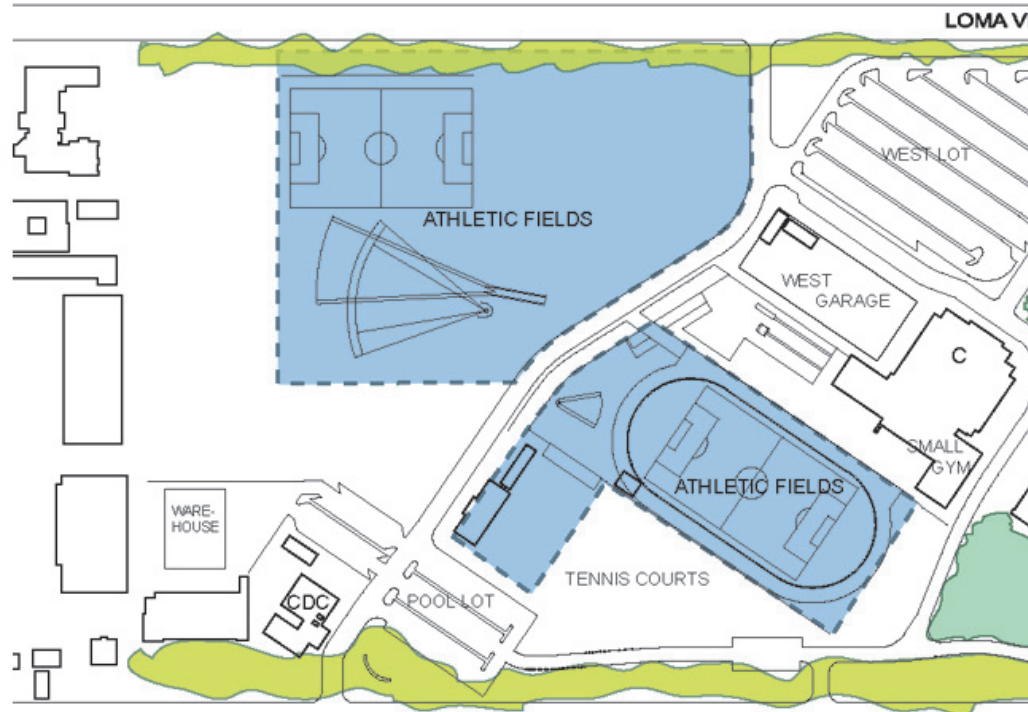 LOMA V
WEST LOT
ATHLETIC FIELDS
WEST
GARAGE
C
SMALL
GYM
ATHLETIC FIELDS
WARE-
HOUSE
TENNIS COURTS
CDC
POOL LOT